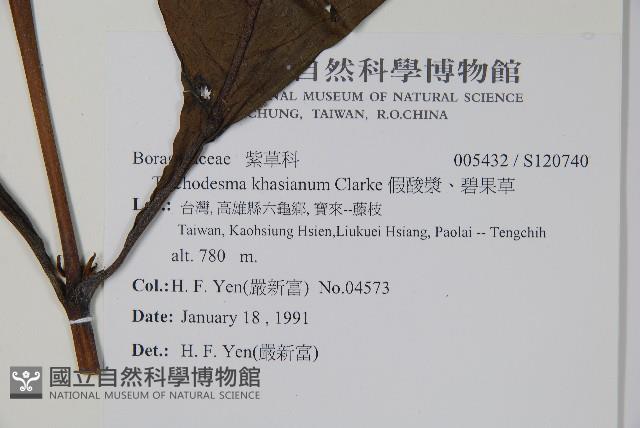 自然科學博物館
NAL MUSEUM OF NATURAL SCIENCE
CHUNG, TAIWAN, R.O.CHINA
Bora aceae 紫草科 005432 / S120740
T chodesma khasianum Clarke 假酸漿、碧果草
L .: 台灣, 高雄縣六龜鄉, 寶來--藤枝
Taiwan, Kaohsiung Hsien,Liukuei Hsiang, Paolai -- Tengchih
alt. 780 m.
Col.: H. F. Yen(嚴新富) No.04573
Date: January 18 , 1991
Det.: H. F. Yen(嚴新富)
國立自然科學博物館
NATIONAL MUSEUM OF NATURAL SCIENCE